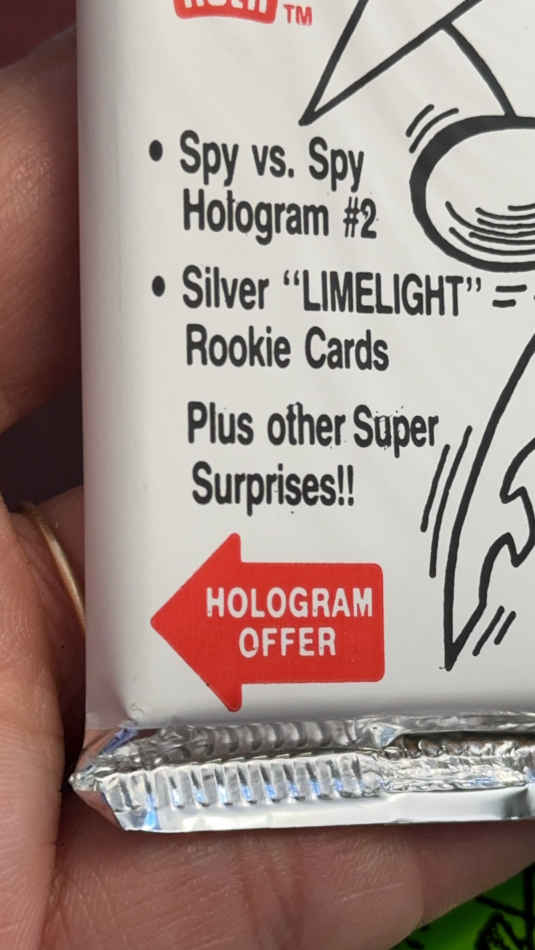 TM
• Spy vs. Spy
Hologram #2
• Silver “LIMELIGHT”
Rookie Cards
Plus other Super
Surprises!!
HOLOGRAM
OFFER